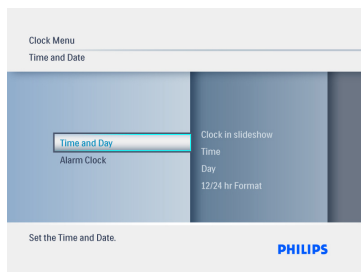 Clock Menu
Time and Date
Time and Day
Alarm Clock
Clock in slideshow
Time
Day
12/24 hr Format
Set the Time and Date.
PHILIPS